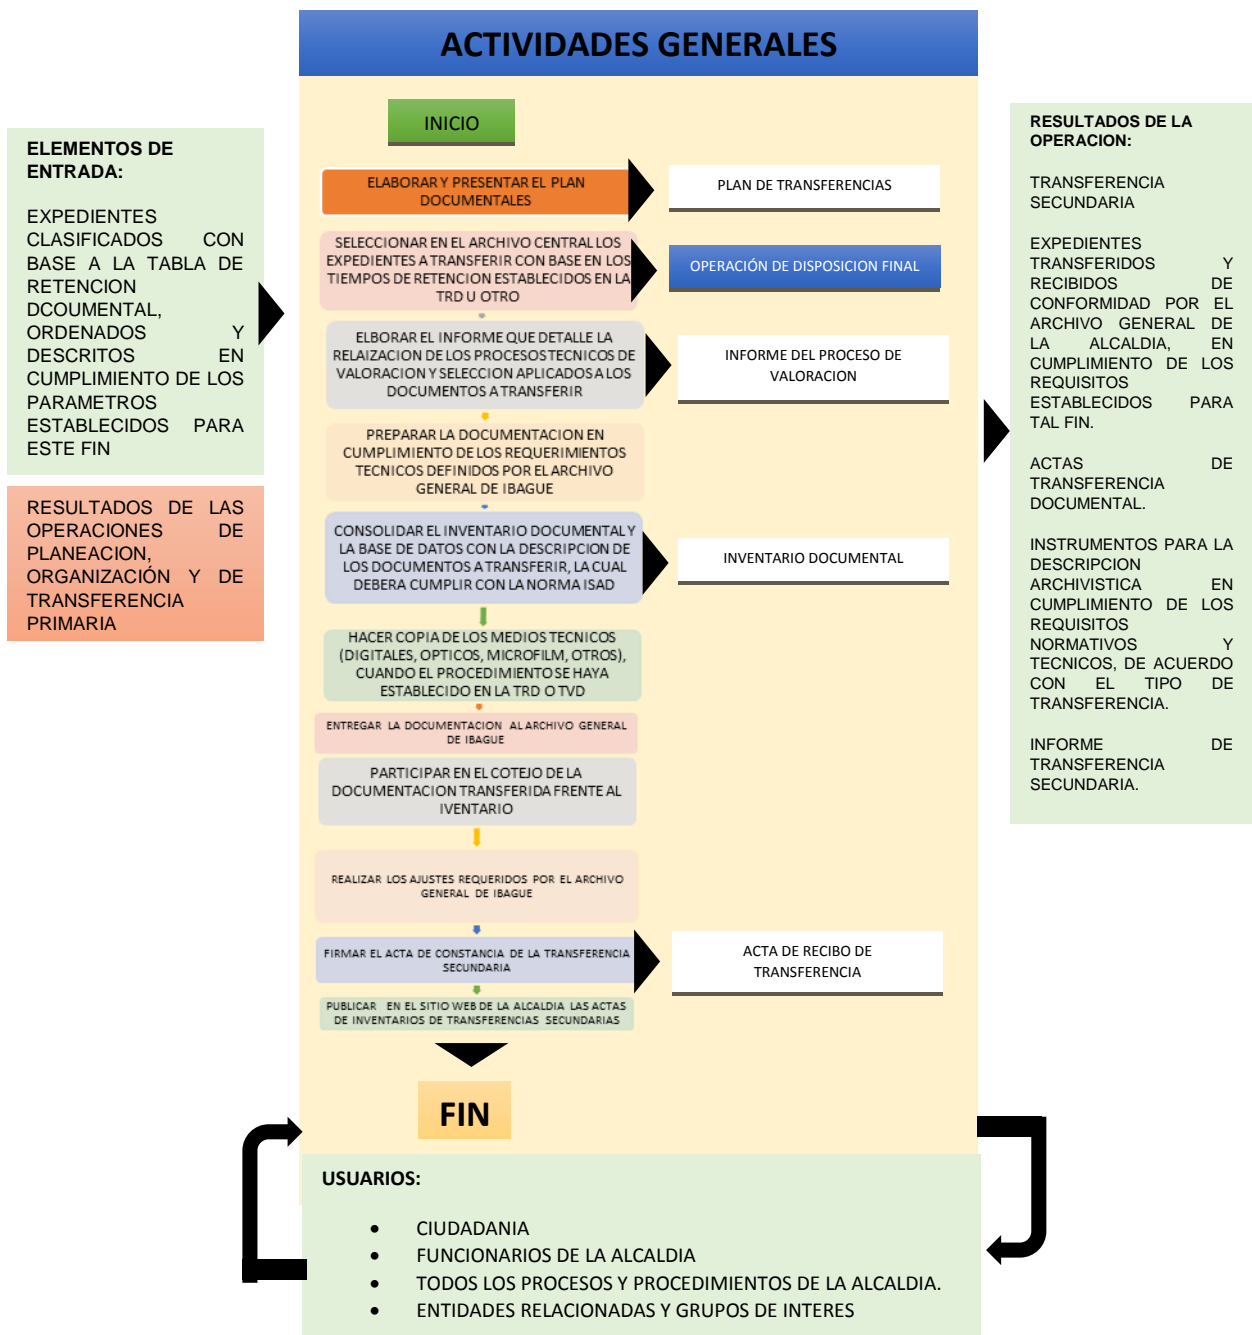 ACTIVIDADES GENERALES
INICIO
ELEMENTOS DE
ENTRADA:
EXPEDIENTES
CLASIFICADOS CON
BASE A LA TABLA DE
RETENCION
DCOUMENTAL,
ORDENADOS Y
DESCRITOS EN
CUMPLIMIENTO DE LOS
PARAMETROS
ESTABLECIDOS PARA
ESTE FIN
RESULTADOS DE LAS
OPERACIONES DE
PLANEACION,
ORGANIZACIÓN Y DE
TRANSFERENCIA
PRIMARIA
ELABORAR Y PRESENTAR EL PLAN
DOCUMENTALES
PLAN DE TRANSFERENCIAS
SELECCIONAR EN EL ARCHIVO CENTRAL LOS
EXPEDIENTES A TRANSFERIR CON BASE EN LOS
TIEMPOS DE RETENCION ESTABLECIDOS EN LA
TRD U OTRO
OPERACIÓN DE DISPOSICION FINAL
ELBORAR EL INFORME QUE DETALLE LA
RELAIZACION DE LOS PROCESOS TECNICOS DE
VALORACION Y SELECCION APLICADOS A LOS
DOCUMENTOS A TRANSFERIR
INFORME DEL PROCESO DE
VALORACION
PREPARAR LA DOCUMENTACION EN
CUMPLIMIENTO DE LOS REQUERIMIENTOS
TECNICOS DEFINIDOS POR EL ARCHIVO
GENERAL DE IBAGUE
CONSOLIDAR EL INVENTARIO DOCUMENTAL Y
LA BASE DE DATOS CON LA DESCRIPCION DE
LOS DOCUMENTOS A TRANSFERIR, LA CUAL
DEBERA CUMPLIR CON LA NORMA ISAD
INVENTARIO DOCUMENTAL
HACER COPIA DE LOS MEDIOS TECNICOS
(DIGITALES, OPTICOS, MICROFILM, OTROS),
CUANDO EL PROCEDIMIENTO SE HAYA
ESTABLECIDO EN LA TRD O TVD
ENTREGAR LA DOCUMENTACION AL ARCHIVO GENERAL
DE IBAGUE
PARTICIPAR EN EL COTEJO DE LA
DOCUMENTACION TRANSFERIDA FRENTE AL
IVENTARIO
REALIZAR LOS AJUSTES REQUERIDOS POR EL ARCHIVO
GENERAL DE IBAGUE
FIRMAR EL ACTA DE CONSTANCIA DE LA TRANSFERENCIA
SECUNDARIA
ACTA DE RECIBO DE
TRANSFERENCIA
PUBLICAR EN EL SITIO WEB DE LA ALCALDIA LAS ACTAS
DE INVENTARIOS DE TRANSFERENCIAS SECUNDARIAS
FIN
RESULTADOS DE LA
OPERACION:
TRANSFERENCIA
SECUNDARIA
EXPEDIENTES
TRANSFERIDOS Y
RECIBIDOS DE
CONFORMIDAD POR EL
ARCHIVO GENERAL DE
LA ALCALDIA, EN
CUMPLIMIENTO DE LOS
REQUISITOS
ESTABLECIDOS PARA
TAL FIN.
ACTAS DE
TRANSFERENCIA
DOCUMENTAL.
INSTRUMENTOS PARA LA
DESCRIPCION
ARCHIVISTICA EN
CUMPLIMIENTO DE LOS
REQUISITOS
NORMATIVOS Y
TECNICOS, DE ACUERDO
CON EL TIPO DE
TRANSFERENCIA.
INFORME DE
TRANSFERENCIA
SECUNDARIA.
USUARIOS:
• CIUDADANIA
• FUNCIONARIOS DE LA ALCALDIA
• TODOS LOS PROCESOS Y PROCEDIMIENTOS DE LA ALCALDIA.
• ENTIDADES RELACIONADAS Y GRUPOS DE INTERES